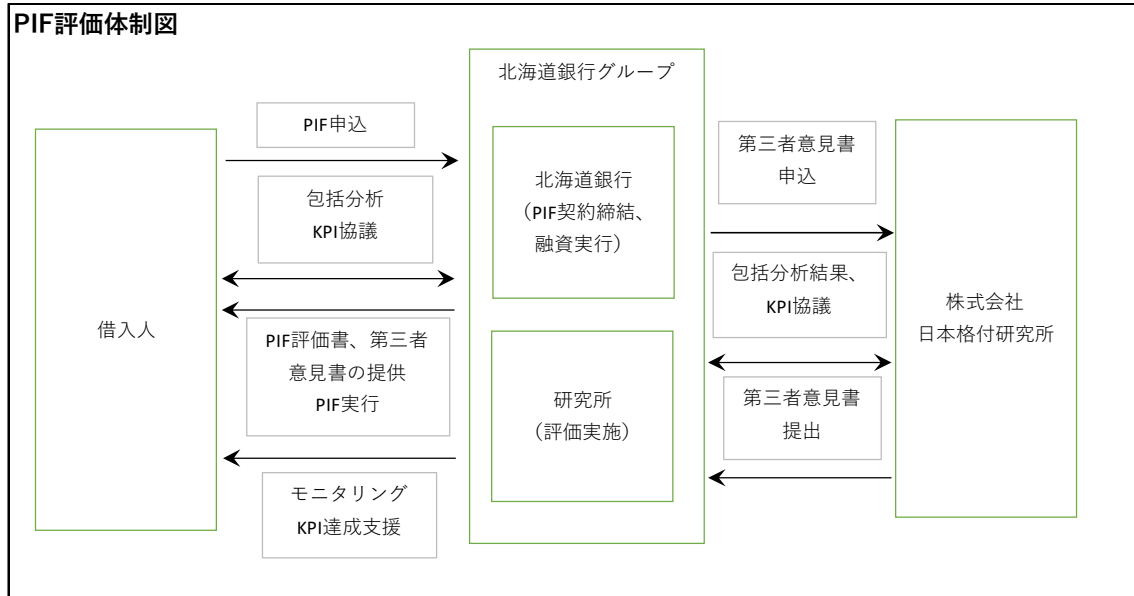 PIF評価体制図
北海道銀行グループ
PIF申込
包括分析
KPI協議
借入人
PIF評価書、第三者
意見書の提供
PIF実行
モニタリング
KPI達成支援
北海道銀行
(PIF契約締結、
融資実行)
研究所
(評価実施)
第三者意見書
申込
包括分析結果、
KPI協議
第三者意見書
提出
株式会社
日本格付研究所